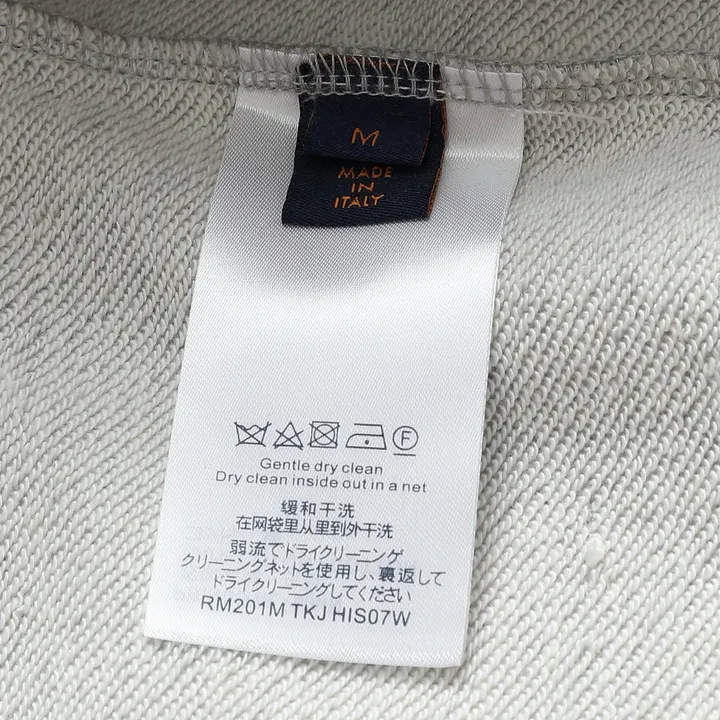 M
MADE
IN
ITALY
F
Gentle dry clean
Dry clean inside out in a net
缓和干洗
在网袋里从里到外干洗
弱流でドライクリーニング
クリーニングネットを使用し、裏返して
ドライクリーニングしてください
RM201M TKJ HIS07W